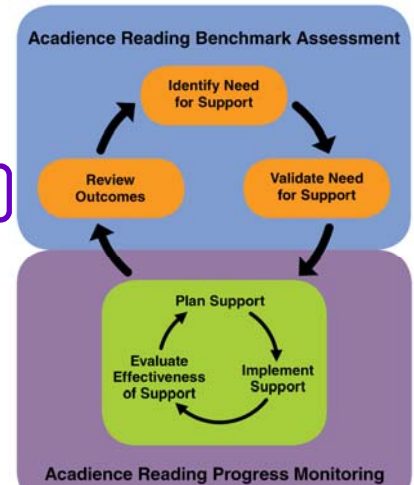 Acadience Reading Benchmark Assessment
Identify Need
for Support
Review
Outcomes
Validate Need
for Support
Plan Support
Implement
Support
Evaluate
Effectiveness
of Support
Acadience Reading Progress Monitoring